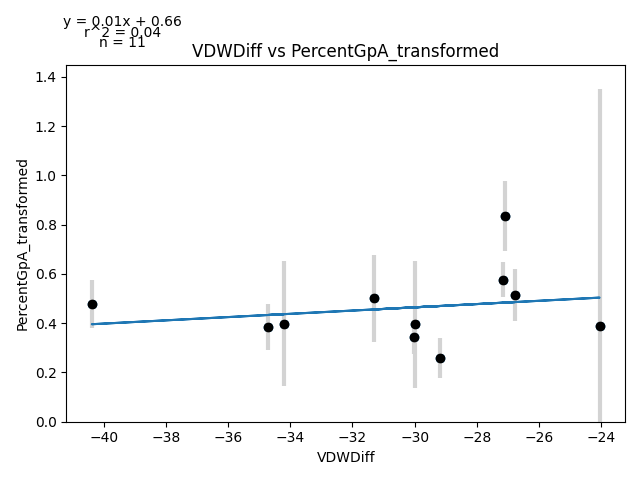 y = 0.01x + 0.66
r^2 = 0.04
n = 11
VDWDiff vs PercentGpA_transformed
PercentGpA_transformed
1.4
1.2
1.0
0.8
0.6
0.4
0.2
0.0
−40
−38
−36
−34
−32
−30
−28
−26
−24
VDWDiff